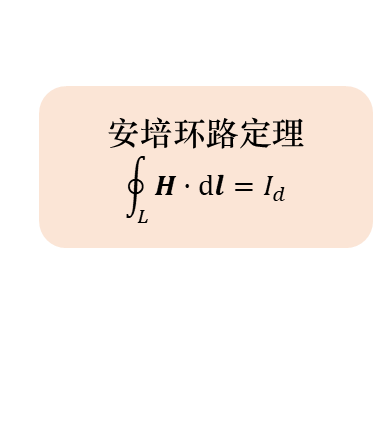 安培环路定理
∮_L H · dl = I_d